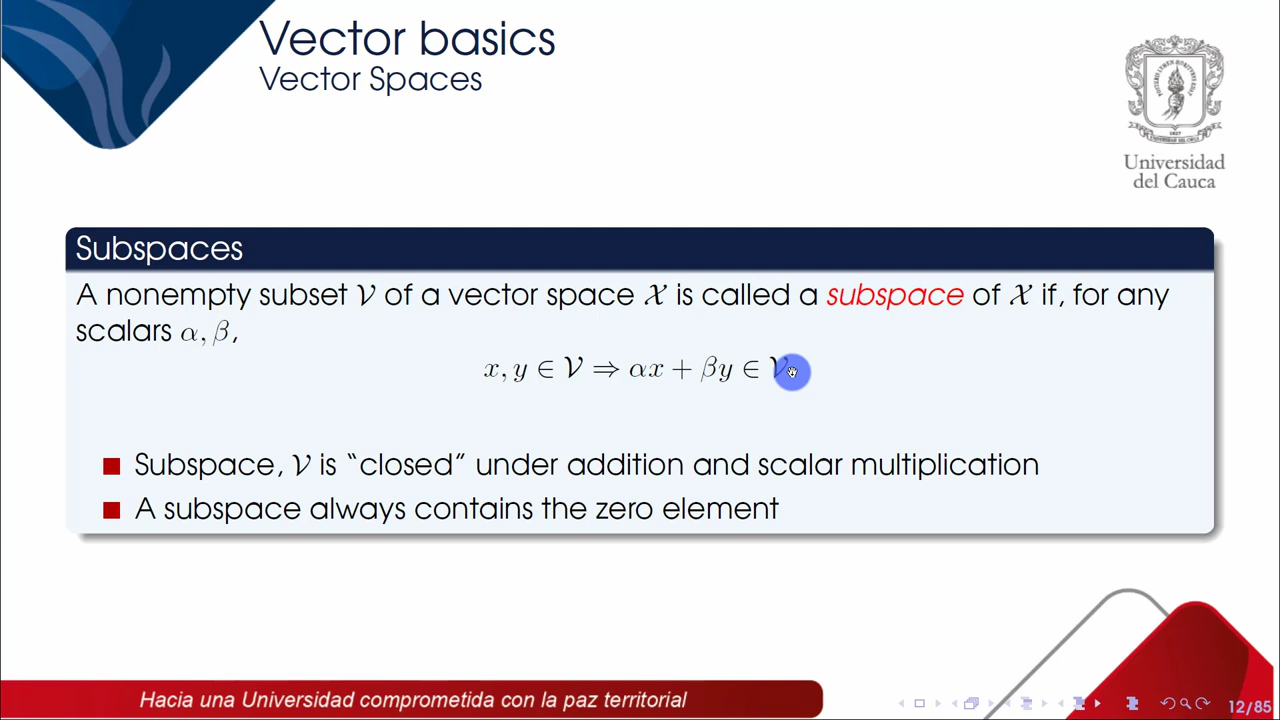 Vector basics
Vector Spaces
Universidad
del Cauca
Subspaces
A nonempty subset 𝒱 of a vector space 𝒳 is called a subspace of 𝒳 if, for any
scalars α, β,
x, y ∈ 𝒱 ⇒ αx + βy ∈ 𝒱
Subspace, 𝒱 is “closed” under addition and scalar multiplication
A subspace always contains the zero element
Hacia una Universidad comprometida con la paz territorial
12/85